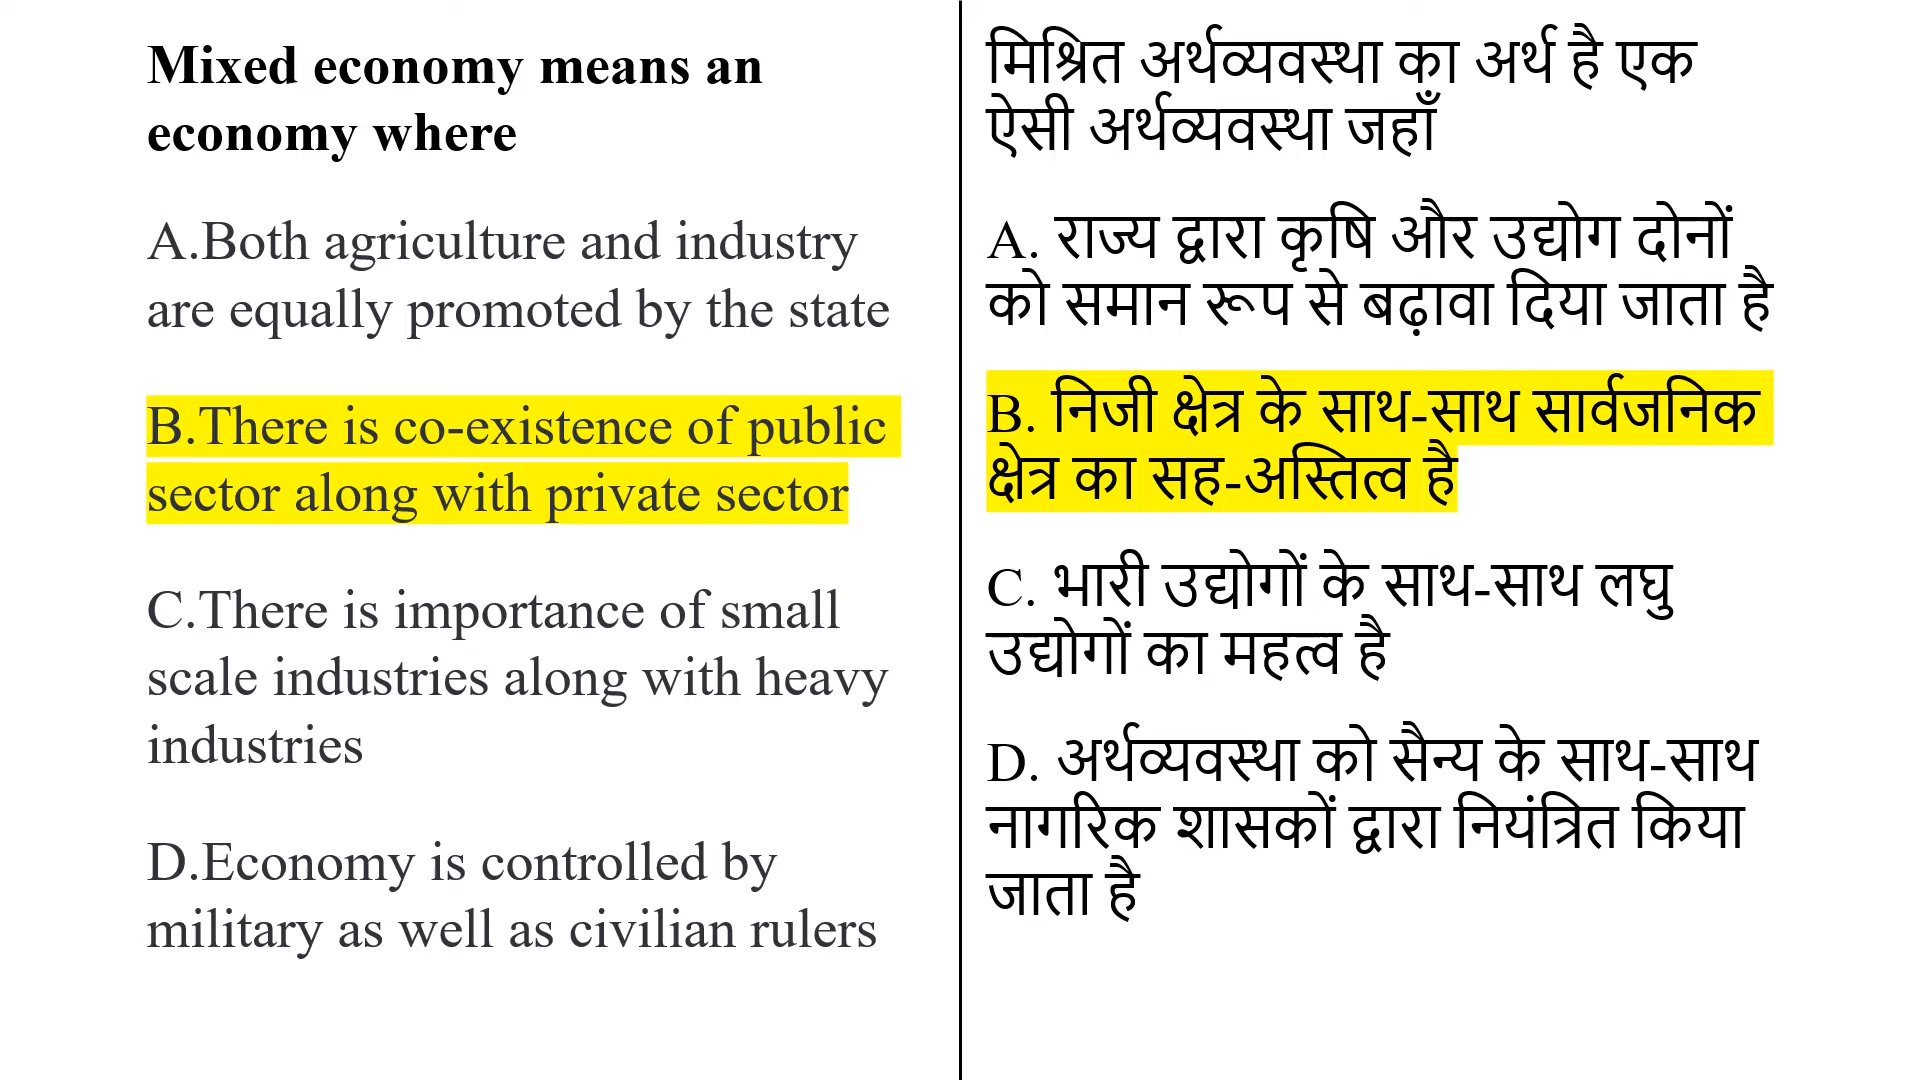 Mixed economy means an
economy where
A.Both agriculture and industry
are equally promoted by the state
B.There is co-existence of public
sector along with private sector
C.There is importance of small
scale industries along with heavy
industries
D.Economy is controlled by
military as well as civilian rulers
मिश्रित अर्थव्यवस्था का अर्थ है एक
ऐसी अर्थव्यवस्था जहाँ
A. राज्य द्वारा कृषि और उद्योग दोनों
को समान रूप से बढ़ावा दिया जाता है
B. निजी क्षेत्र के साथ-साथ सार्वजनिक
क्षेत्र का सह-अस्तित्व है
C. भारी उद्योगों के साथ-साथ लघु
उद्योगों का महत्व है
D. अर्थव्यवस्था को सैन्य के साथ-साथ
नागरिक शासकों द्वारा नियंत्रित किया
जाता है